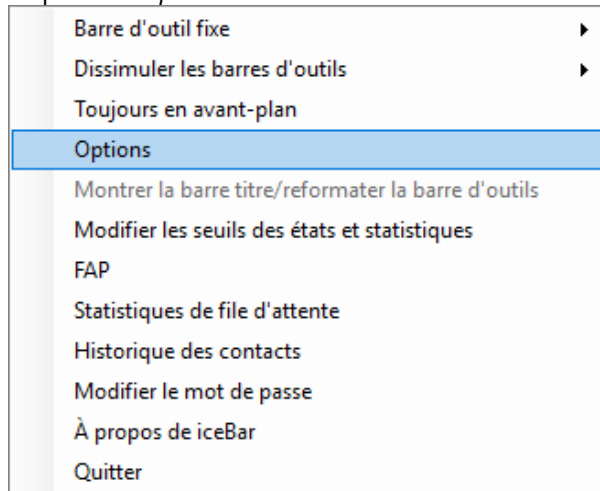 Barre d'outil fixe
Dissimuler les barres d'outils
Toujours en avant-plan
Options
Montrer la barre titre/reformater la barre d'outils
Modifier les seuils des états et statistiques
FAP
Statistiques de file d'attente
Historique des contacts
Modifier le mot de passe
À propos de iceBar
Quitter